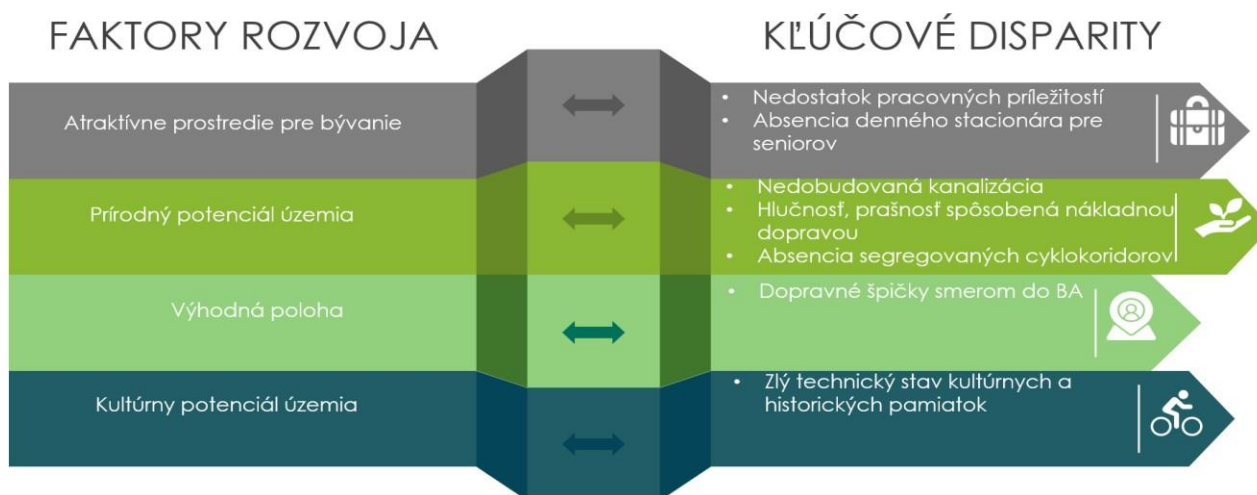 FAKTORY ROZVOJA
KĽÚČOVÉ DISPARITY
Atraktívne prostredie pre bývanie
• Nedostatok pracovných príležitostí
• Absencia denného stacionára pre
seniorov
Prírodný potenciál územia
• Nedobudovaná kanalizácia
• Hlučnosť, prašnosť spôsobená nákladnou
dopravou
• Absencia segregovaných cyklokoridorov
Výhodná poloha
• Dopravné špičky smerom do BA
Kultúrny potenciál územia
• Zlý technický stav kultúrnych a
historických pamiatok